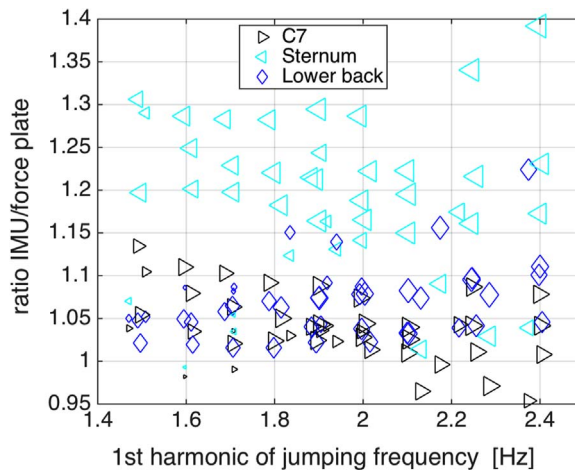 1.4
1.35
1.3
1.25
1.2
1.15
1.1
1.05
1
0.95
C7
Sternum
Lower back
ratio IMU/force plate
1.4 1.6 1.8 2 2.2 2.4
1st harmonic of jumping frequency [Hz]